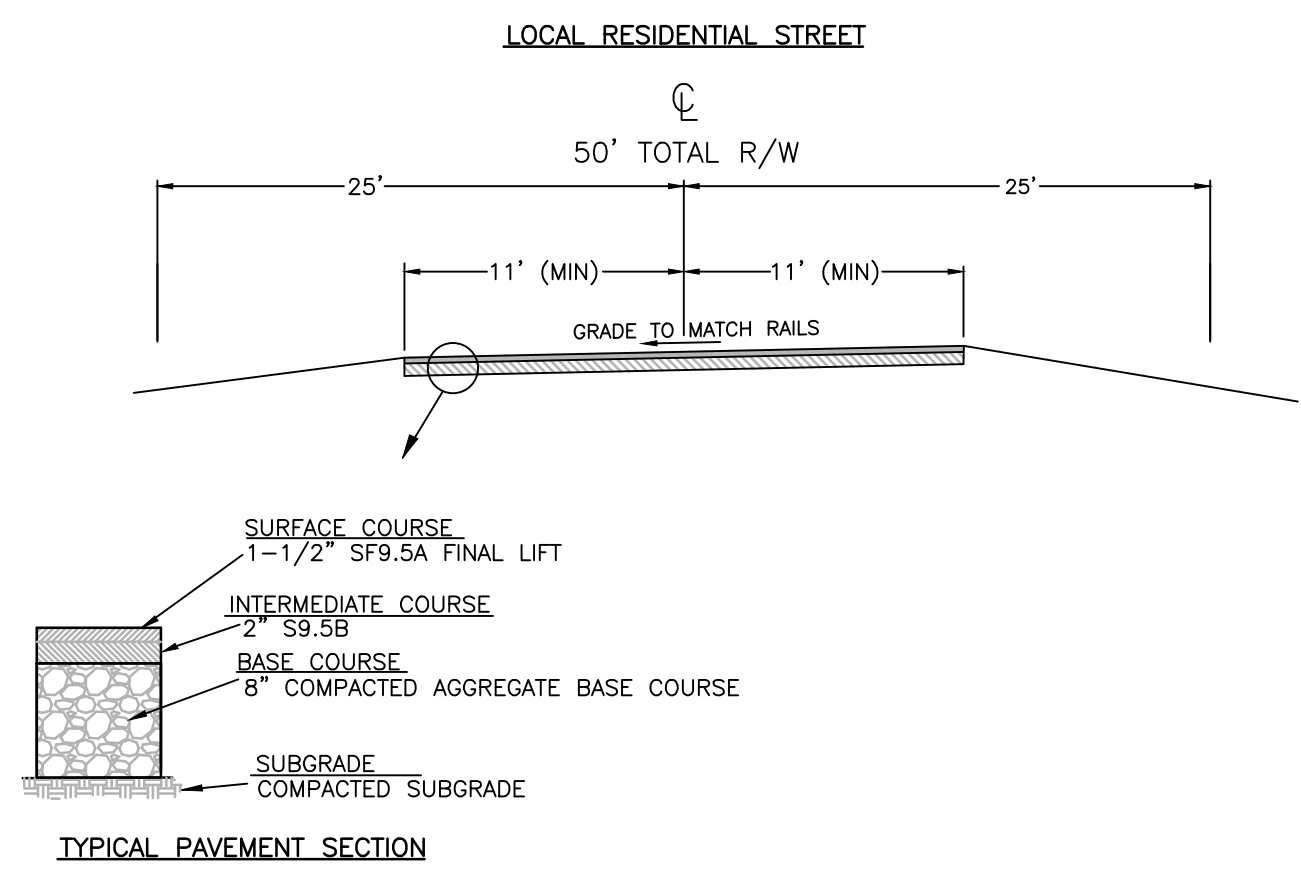 LOCAL RESIDENTIAL STREET
℄
50' TOTAL R/W
25' 25'
11' (MIN) 11' (MIN)
GRADE TO MATCH RAILS
SURFACE COURSE
1-1/2" SF9.5A FINAL LIFT
INTERMEDIATE COURSE
2" S9.5B
BASE COURSE
8" COMPACTED AGGREGATE BASE COURSE
SUBGRADE
COMPACTED SUBGRADE
TYPICAL PAVEMENT SECTION